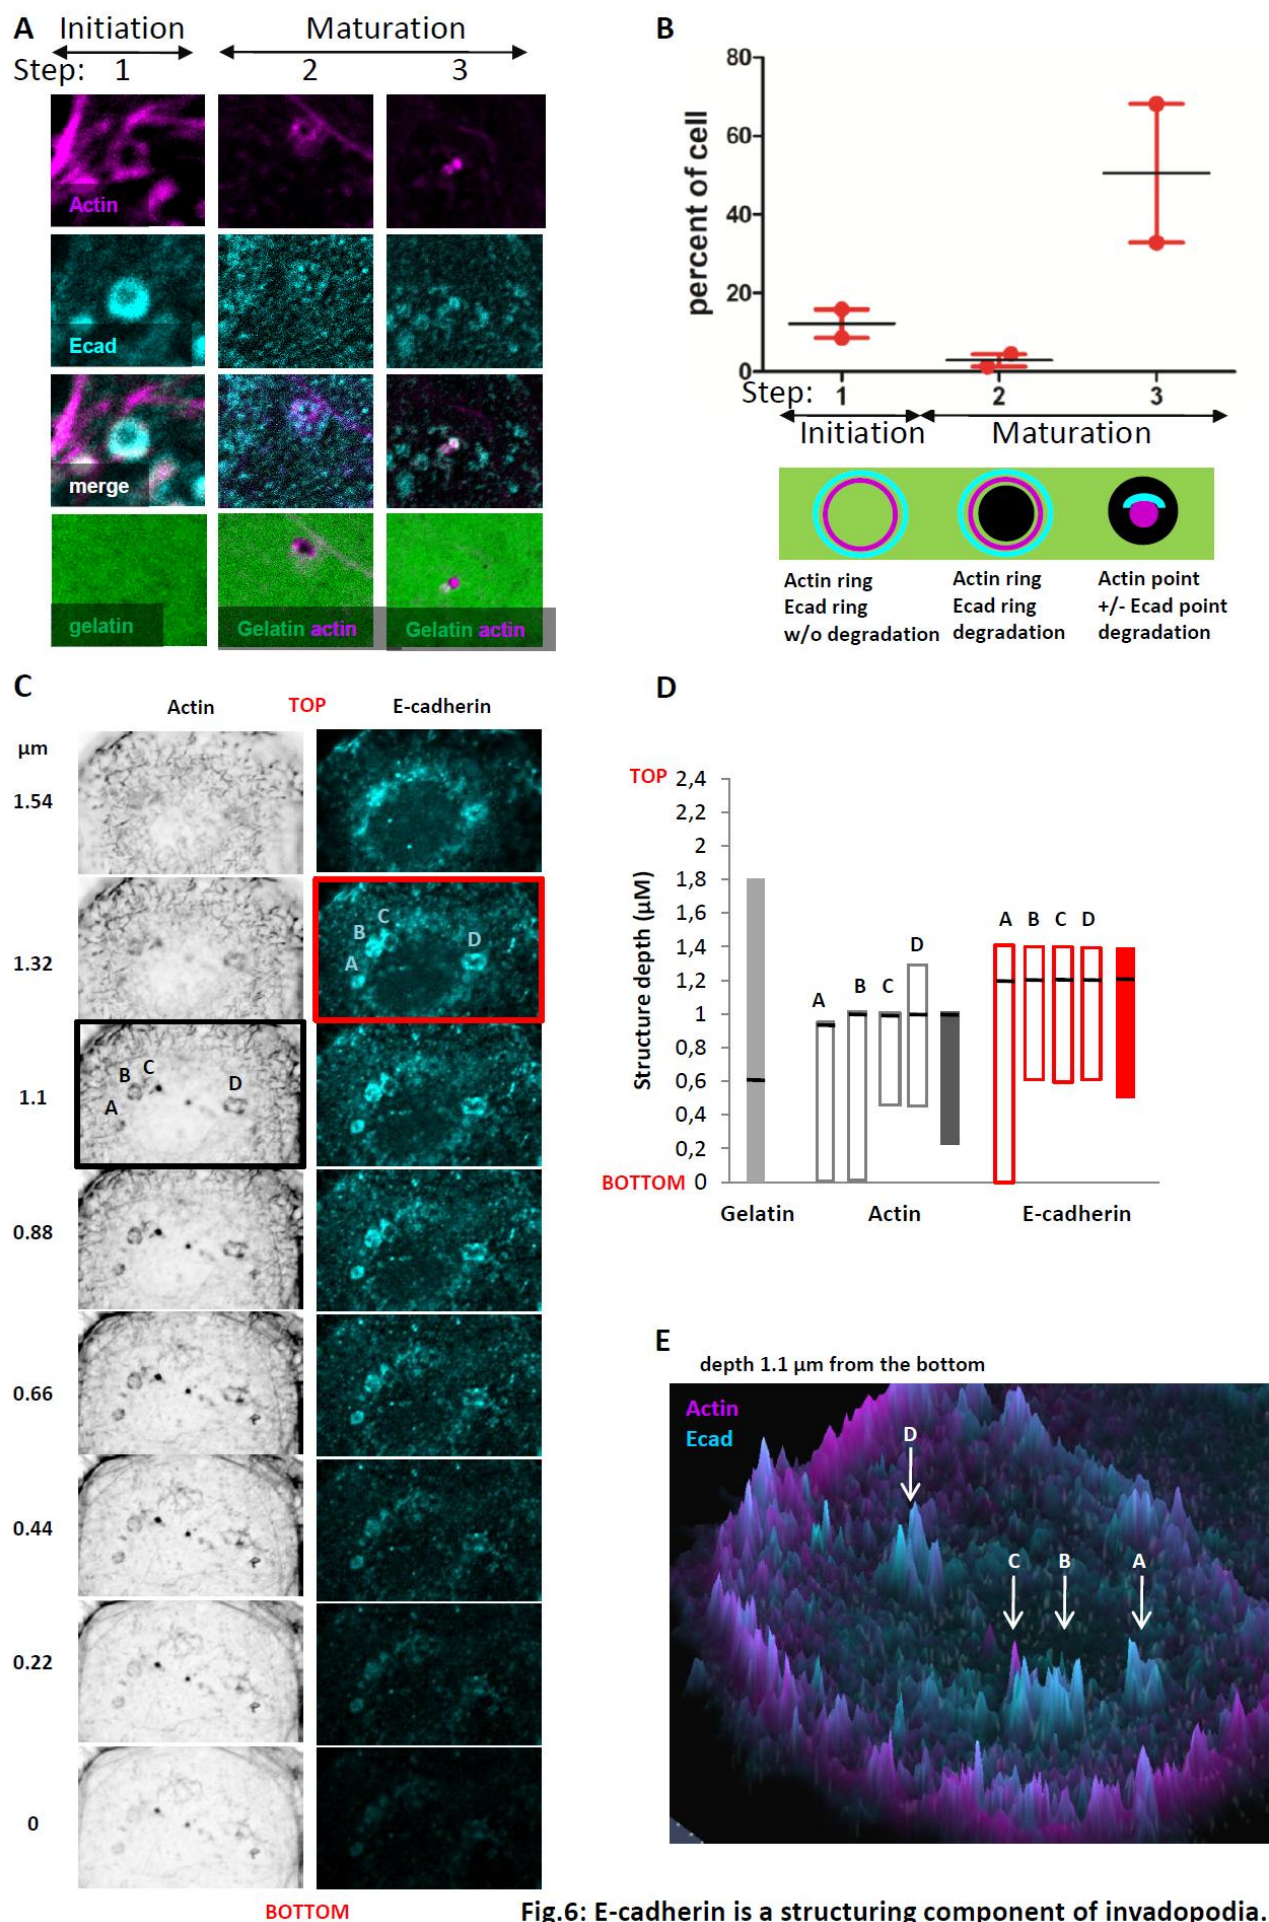 A
Initiation
Maturation
Step: 1
2
3
Actin
Ecad
merge
gelatin
Gelatin actin
Gelatin actin
B
percent of cell
80
60
40
20
0
Step:
1
2
3
Initiation
Maturation
Actin ring
Ecad ring
w/o degradation
Actin ring
Ecad ring
degradation
Actin point
+/- Ecad point
degradation
C
Actin
TOP
E-cadherin
µm
1.54
1.32
A
B
C
D
1.1
A
B
C
D
0.88
0.66
0.44
0.22
0
BOTTOM
D
Structure depth (µM)
TOP 2,4
2,2
2
1,8
1,6
1,4
1,2
1
0,8
0,6
0,4
0,2
BOTTOM 0
A
B
C
D
A
B
C
D
Gelatin
Actin
E-cadherin
E
depth 1.1 µm from the bottom
Actin
Ecad
D
C
B
A
Fig.6: E-cadherin is a structuring component of invadopodia.